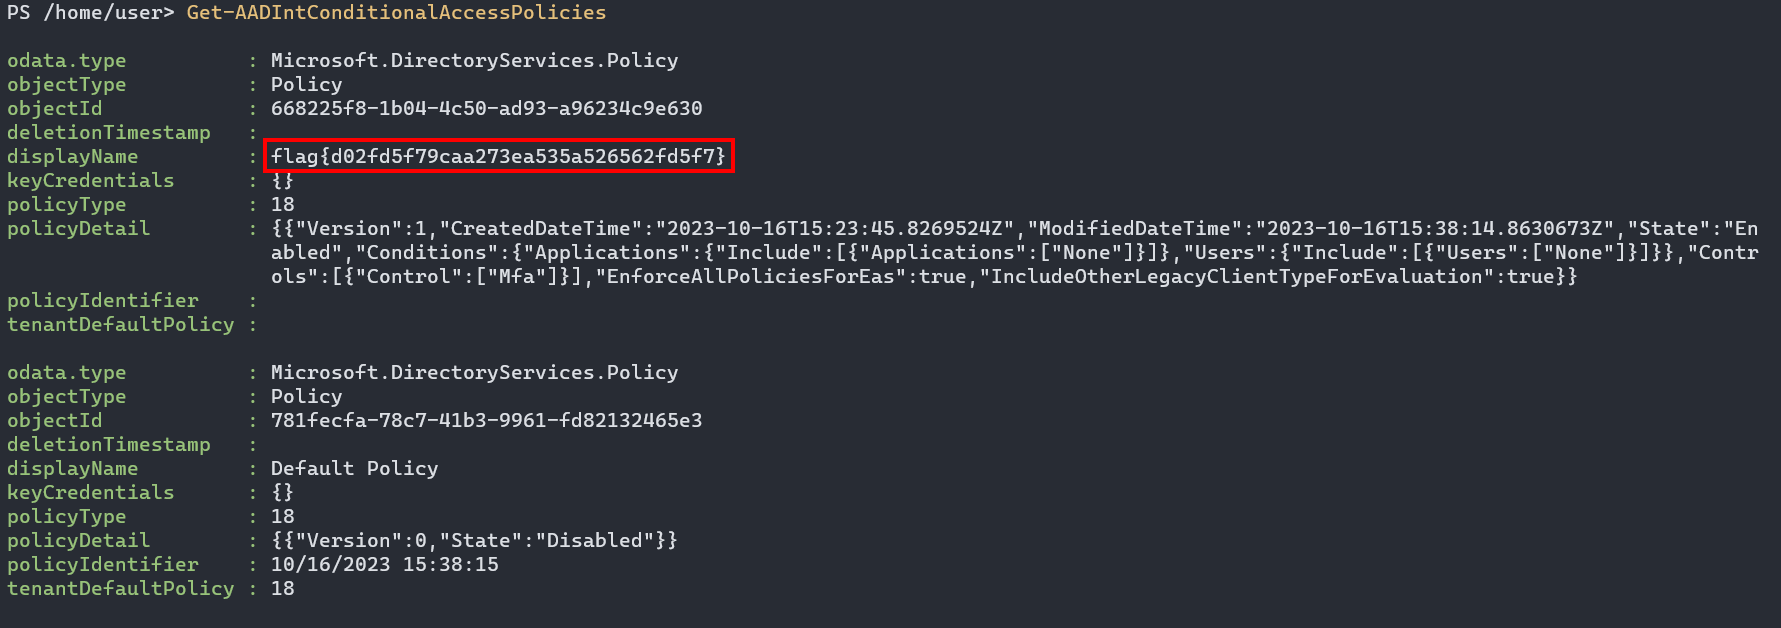 PS /home/user> Get-AADIntConditionalAccessPolicies
odata.type : Microsoft.DirectoryServices.Policy
objectType : Policy
objectId : 668225f8-1b04-4c50-ad93-a96234c9e630
deletionTimestamp :
displayName : flag{d02fd5f79caa273ea535a526562fd5f7}
keyCredentials : {}
policyType : 18
policyDetail : {{"Version":1,"CreatedDateTime":"2023-10-16T15:23:45.8269524Z","ModifiedDateTime":"2023-10-16T15:38:14.8630673Z","State":"En
abled","Conditions":{"Applications":{"Include":[{"Applications":["None"]}]},"Users":{"Include":[{"Users":["None"]}]}},"Contr
ols":[{"Control":["Mfa"]}],"EnforceAllPoliciesForEas":true,"IncludeOtherLegacyClientTypeForEvaluation":true}}
policyIdentifier :
tenantDefaultPolicy :
odata.type : Microsoft.DirectoryServices.Policy
objectType : Policy
objectId : 781fecfa-78c7-41b3-9961-fd82132465e3
deletionTimestamp :
displayName : Default Policy
keyCredentials : {}
policyType : 18
policyDetail : {{"Version":0,"State":"Disabled"}}
policyIdentifier : 10/16/2023 15:38:15
tenantDefaultPolicy : 18